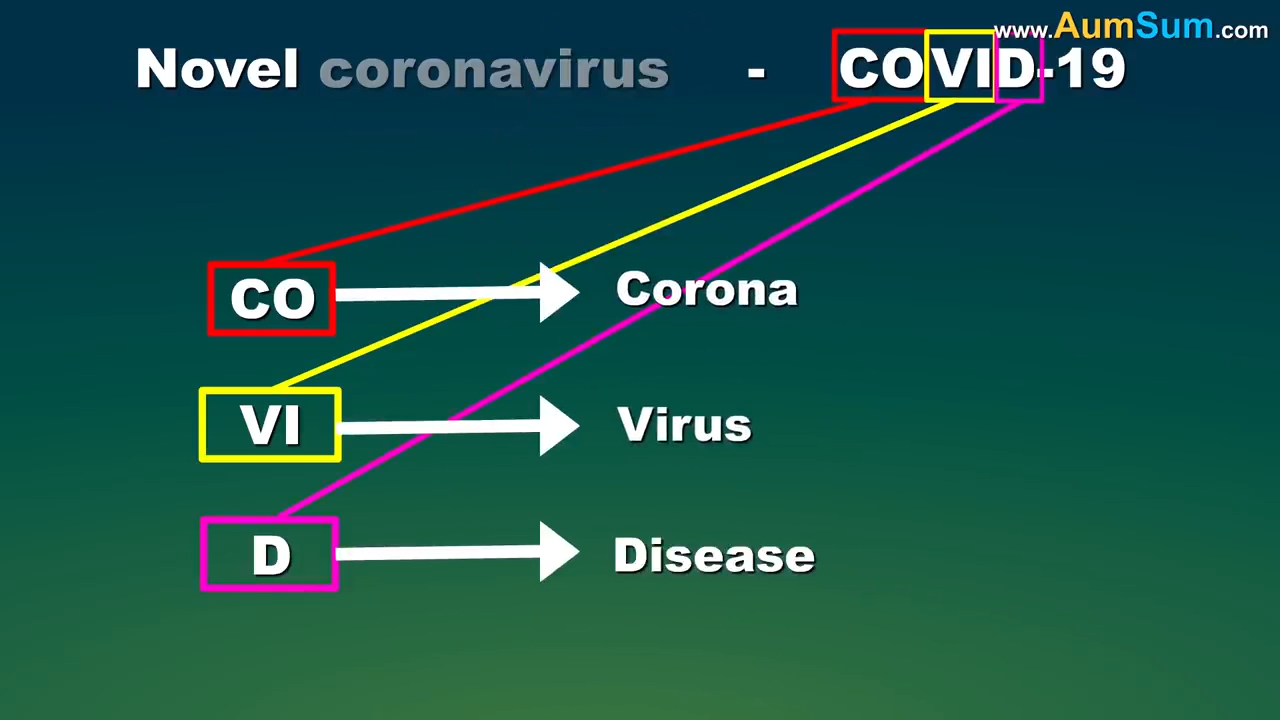 www.AumSum.com
Novel coronavirus - COVID-19
CO Corona
VI Virus
D Disease